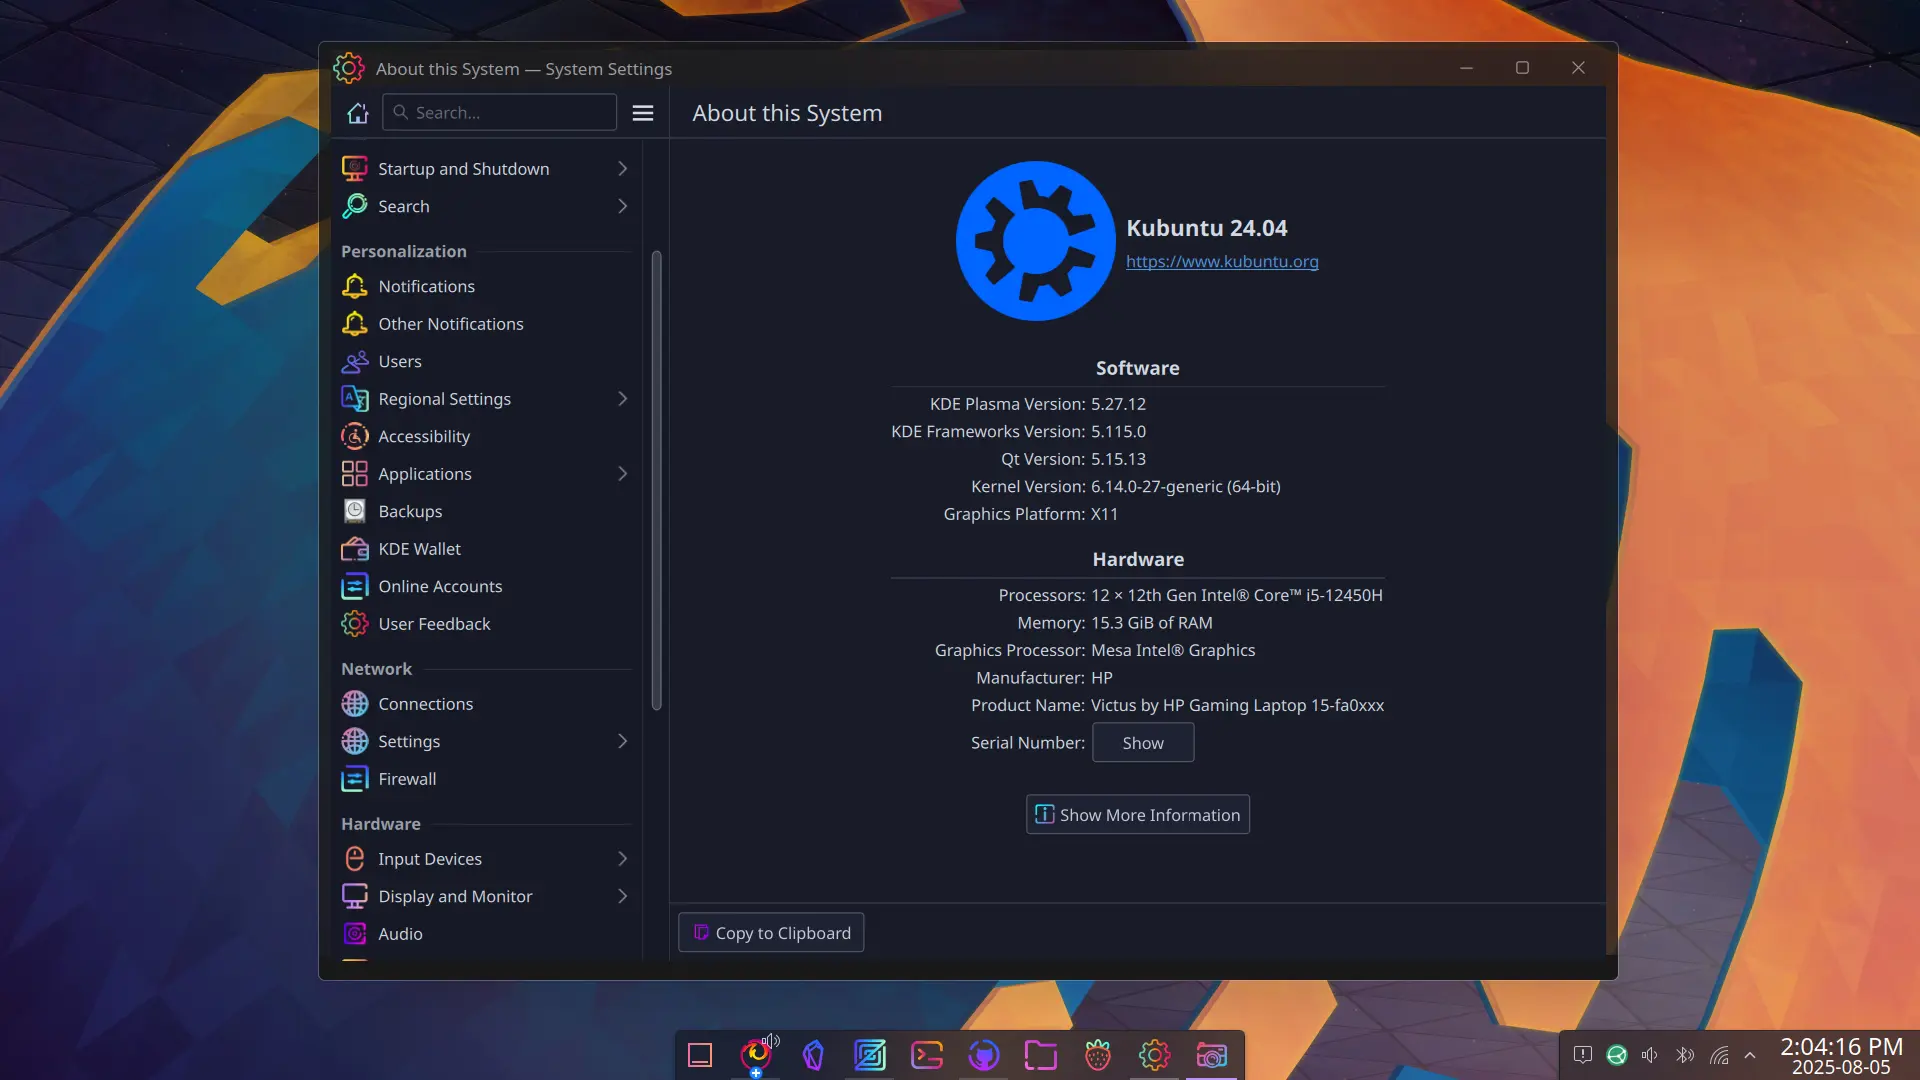 About this System — System Settings
Search...
About this System
Startup and Shutdown
Search
Personalization
Notifications
Other Notifications
Users
Regional Settings
Accessibility
Applications
Backups
KDE Wallet
Online Accounts
User Feedback
Network
Connections
Settings
Firewall
Hardware
Input Devices
Display and Monitor
Audio
Kubuntu 24.04
https://www.kubuntu.org
Software
KDE Plasma Version: 5.27.12
KDE Frameworks Version: 5.115.0
Qt Version: 5.15.13
Kernel Version: 6.14.0-27-generic (64-bit)
Graphics Platform: X11
Hardware
Processors: 12 × 12th Gen Intel® Core™ i5-12450H
Memory: 15.3 GiB of RAM
Graphics Processor: Mesa Intel® Graphics
Manufacturer: HP
Product Name: Victus by HP Gaming Laptop 15-fa0xxx
Serial Number: Show
Show More Information
Copy to Clipboard
2:04:16 PM
2025-08-05